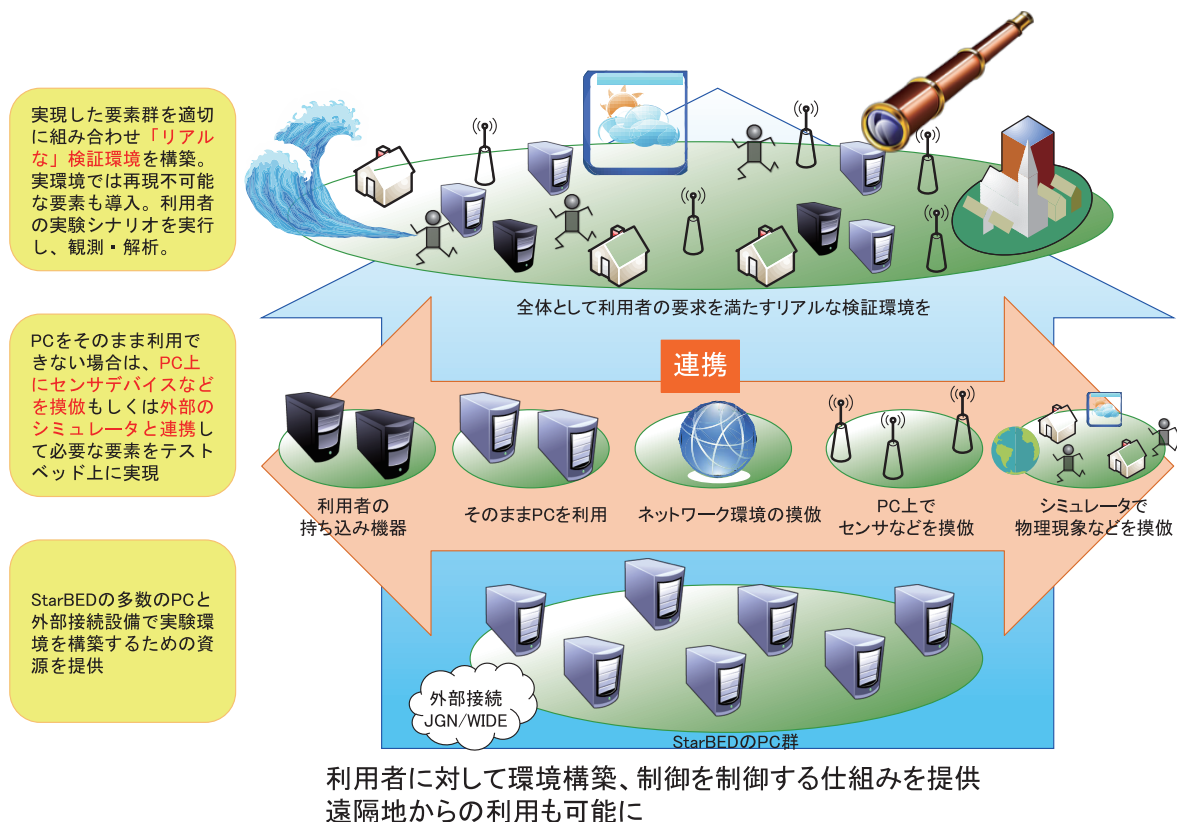 実現した要素群を適切
に組み合わせ「リアル
な」検証環境を構築。
実環境では再現不可能
な要素も導入。利用者
の実験シナリオを実行
し、観測・解析。
全体として利用者の要求を満たすリアルな検証環境を
PCをそのまま利用で
きない場合は、PC上
にセンサデバイスなど
を摸倣もしくは外部の
シミュレータと連携し
て必要な要素をテスト
ベッド上に実現
連携
利用者の
持ち込み機器
そのままPCを利用
ネットワーク環境の摸倣
PC上で
センサなどを摸倣
シミュレータで
物理現象などを摸倣
StarBEDの多数のPCと
外部接続設備で実験環
境を構築するための資
源を提供
外部接続
JGN/WIDE
StarBEDのPC群
利用者に対して環境構築、制御を制御する仕組みを提供
遠隔地からの利用も可能に